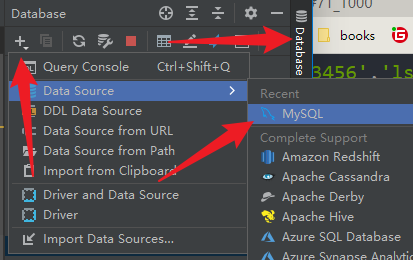 Database
#71_1000
Database
books
Query Console Ctrl+Shift+Q
3456','ls
Data Source
Recent
DDL Data Source
MySQL
Data Source from URL
Complete Support
Data Source from Path
Amazon Redshift
Import from Clipboard
Apache Cassandra
Driver and Data Source
Apache Derby
Driver
Apache Hive
Import Data Sources...
Azure SQL Database
Azure Synapse Analytic